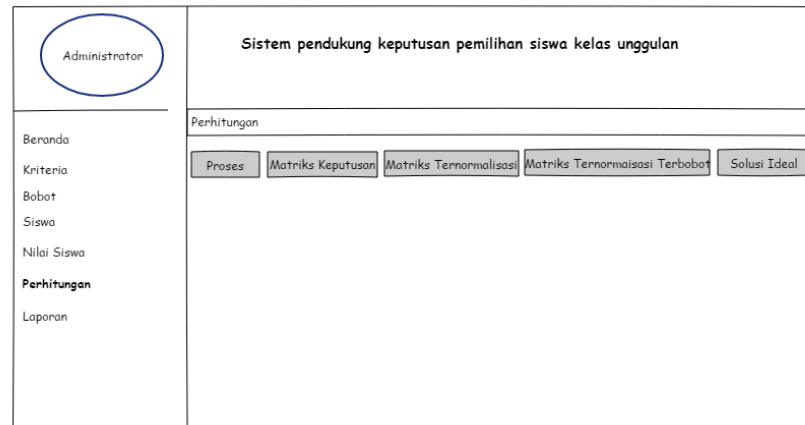 Administrator
Sistem pendukung keputusan pemilihan siswa kelas unggulan
Beranda
Kriteria
Bobot
Siswa
Nilai Siswa
Perhitungan
Laporan
Perhitungan
Proses
Matriks Keputusan
Matriks Ternormalisasi
Matriks Ternormaisasi Terbobot
Solusi Ideal